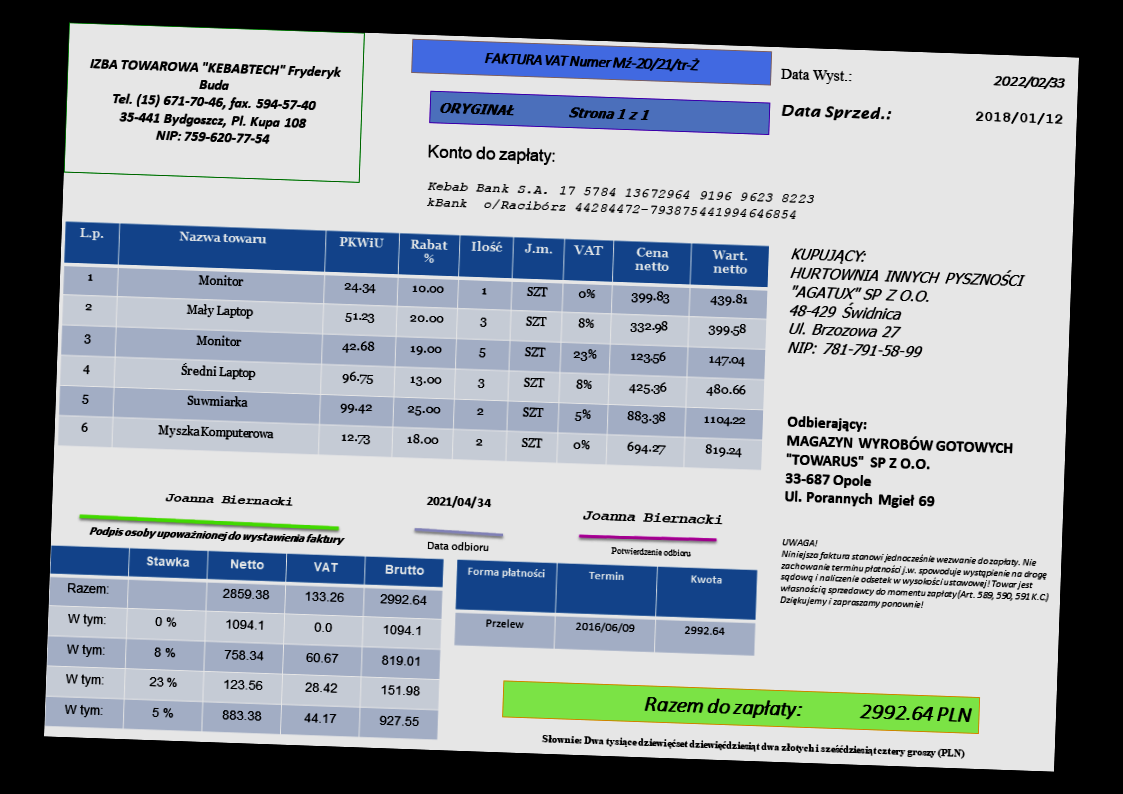 IZBA TOWAROWA "KEBABTECH" Fryderyk
Buda
Tel. (15) 671-70-46, fax. 594-57-40
35-441 Bydgoszcz, Pl. Kupa 108
NIP: 759-620-77-54
FAKTURA VAT Numer Mź-20/21/tr-Ż
ORYGINAŁ Strona 1 z 1
Data Wyst.: 2022/02/33
Data Sprzed.: 2018/01/12
Konto do zapłaty:
Kebab Bank S.A. 17 5784 13672964 9196 9623 8223
kBank o/Racibórz 44284472-793875441994646854
L.p. Nazwa towaru PKWiU Rabat % Ilość J.m. VAT Cena netto Wart. netto
1 Monitor 24.34 10.00 1 SZT 0% 399.83 439.81
2 Mały Laptop 51.23 20.00 3 SZT 8% 332.98 399.58
3 Monitor 42.68 19.00 5 SZT 23% 123.56 147.04
4 Średni Laptop 96.75 13.00 3 SZT 8% 425.36 480.66
5 Suwmiarka 99.42 25.00 2 SZT 5% 883.38 1104.22
6 Myszka Komputerowa 12.73 18.00 2 SZT 0% 694.27 819.24
KUPUJĄCY:
HURTOWNIA INNYCH PYSZNOŚCI
"AGATUX" SP Z O.O.
48-429 Świdnica
Ul. Brzozowa 27
NIP: 781-791-58-99
Odbierający:
MAGAZYN WYROBÓW GOTOWYCH
"TOWARUS" SP Z O.O.
33-687 Opole
Ul. Porannych Mgieł 69
Joanna Biernacki
Podpis osoby upoważnionej do wystawienia faktury
2021/04/34
Data odbioru
Joanna Biernacki
Potwierdzenie odbioru
UWAGA!
Niniejsza faktura stanowi jednocześnie wezwanie do zapłaty. Nie
zachowanie terminu płatności j.w. spowoduje wystąpienie na drogę
sądową i naliczenie odsetek w wysokości ustawowej! Towar jest
własnością sprzedawcy do momentu zapłaty (Art. 589, 590, 591 K.C.)
Dziękujemy i zapraszamy ponownie!
Stawka Netto VAT Brutto
Razem: 2859.38 133.26 2992.64
W tym: 0 % 1094.1 0.0 1094.1
W tym: 8 % 758.34 60.67 819.01
W tym: 23 % 123.56 28.42 151.98
W tym: 5 % 883.38 44.17 927.55
Forma płatności Termin Kwota
Przelew 2016/06/09 2992.64
Razem do zapłaty: 2992.64 PLN
Słownie: Dwa tysiące dziewięćset dziewięćdziesiąt dwa złotych i sześćdziesiąt cztery groszy (PLN)